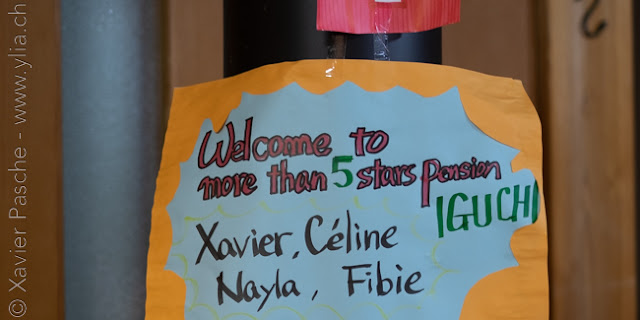 Welcome to
more than 5 stars pension
IGUCHI
Xavier, Céline
Nayla, Fibie
© Xavier Pasche - www.ylia.ch